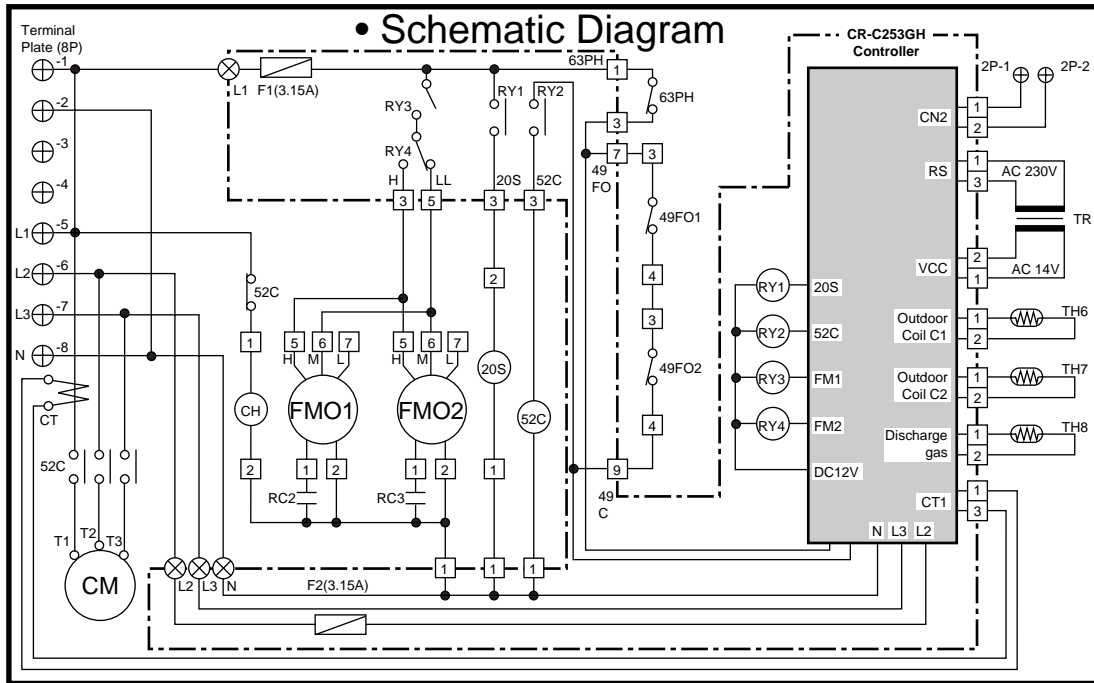 • Schematic Diagram
Terminal
Plate (8P)
-1
-2
-3
-4
L1 -5
L2 -6
L3 -7
N -8
CT
52C
T1
T2
T3
CM
L1
F1(3.15A)
63PH
1
63PH
3
RY3
RY4
H
LL
RY1
RY2
20S
52C
3
5
3
3
7
49
FO
3
49FO1
4
3
49FO2
4
9
49
C
52C
1
CH
2
5
6
7
H
M
L
FMO1
1
2
RC2
5
6
7
H
M
L
FMO2
1
2
RC3
2
20S
1
52C
L2
L3
N
F2(3.15A)
1
1
1
CR-C253GH
Controller
2P-1
2P-2
CN2
1
2
RS
1
3
AC 230V
TR
VCC
2
1
AC 14V
RY1
20S
RY2
52C
RY3
FM1
RY4
FM2
DC12V
Outdoor
Coil C1
1
2
TH6
Outdoor
Coil C2
1
2
TH7
Discharge
gas
1
2
TH8
CT1
1
3
N
L3
L2